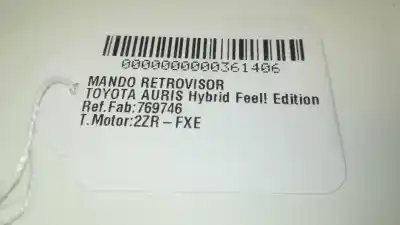 0000000000361406
MANDO RETROVISOR
TOYOTA AURIS Hybrid Feel! Edition
Ref.Fab:769746
T.Motor:2ZR-FXE